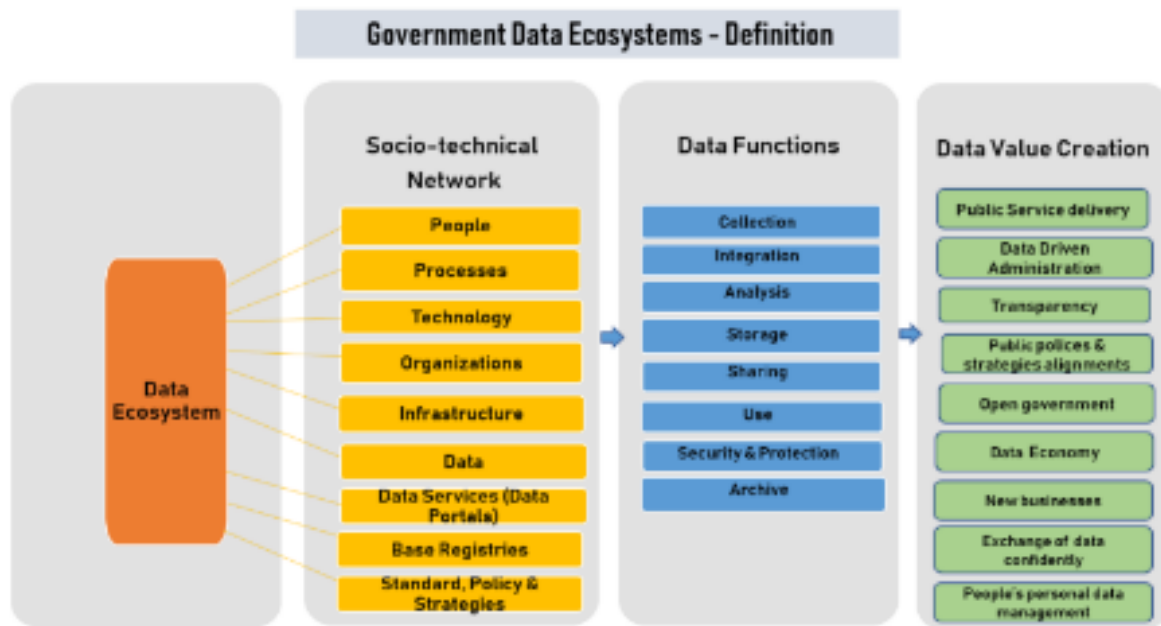 Government Data Ecosystems - Definition
Data
Ecosystem
Socio-technical
Network
People
Processes
Technology
Organizations
Infrastructure
Data
Data Services (Data
Portals)
Base Registries
Standard, Policy &
Strategies
Data Functions
Collection
Integration
Analysis
Storage
Sharing
Use
Security & Protection
Archive
Data Value Creation
Public Service delivery
Data Driven
Administration
Transparency
Public polices &
strategies alignments
Open government
Data Economy
New businesses
Exchange of data
confidently
People's personal data
management